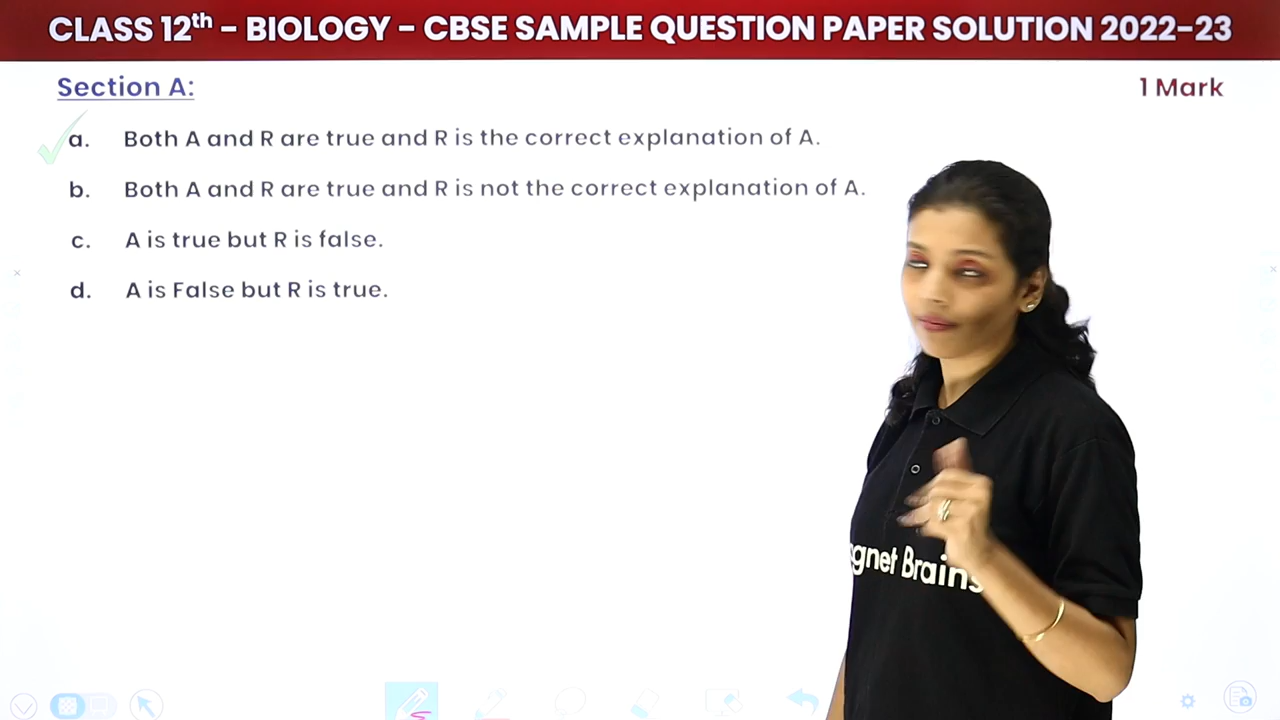 CLASS 12th - BIOLOGY - CBSE SAMPLE QUESTION PAPER SOLUTION 2022-23
Section A:
1 Mark
a. Both A and R are true and R is the correct explanation of A.
b. Both A and R are true and R is not the correct explanation of A.
c. A is true but R is false.
d. A is False but R is true.
gnet Brains